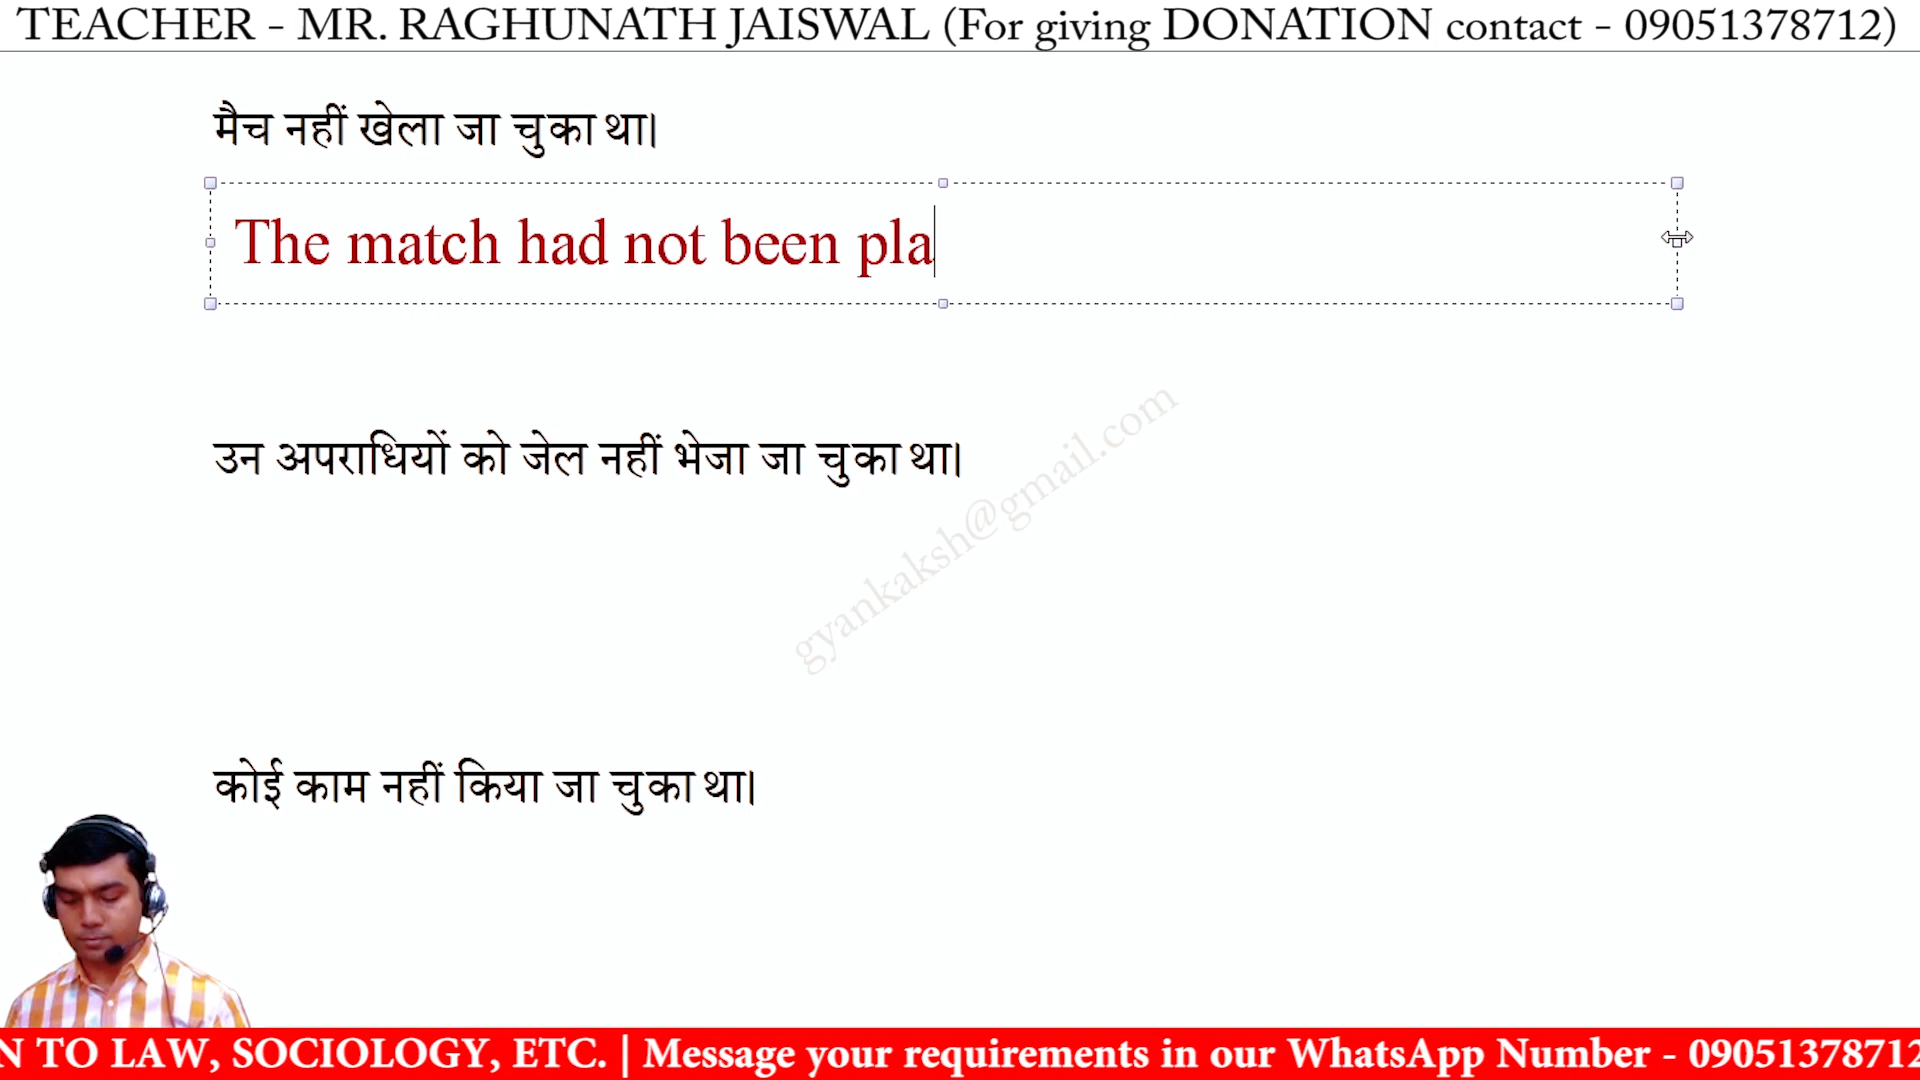 TEACHER - MR. RAGHUNATH JAISWAL (For giving DONATION contact - 09051378712)
मैच नहीं खेला जा चुका था।
The match had not been pla
उन अपराधियों को जेल नहीं भेजा जा चुका था।
gyankaksh@gmail.com
कोई काम नहीं किया जा चुका था।
N TO LAW, SOCIOLOGY, ETC. | Message your requirements in our WhatsApp Number - 09051378712